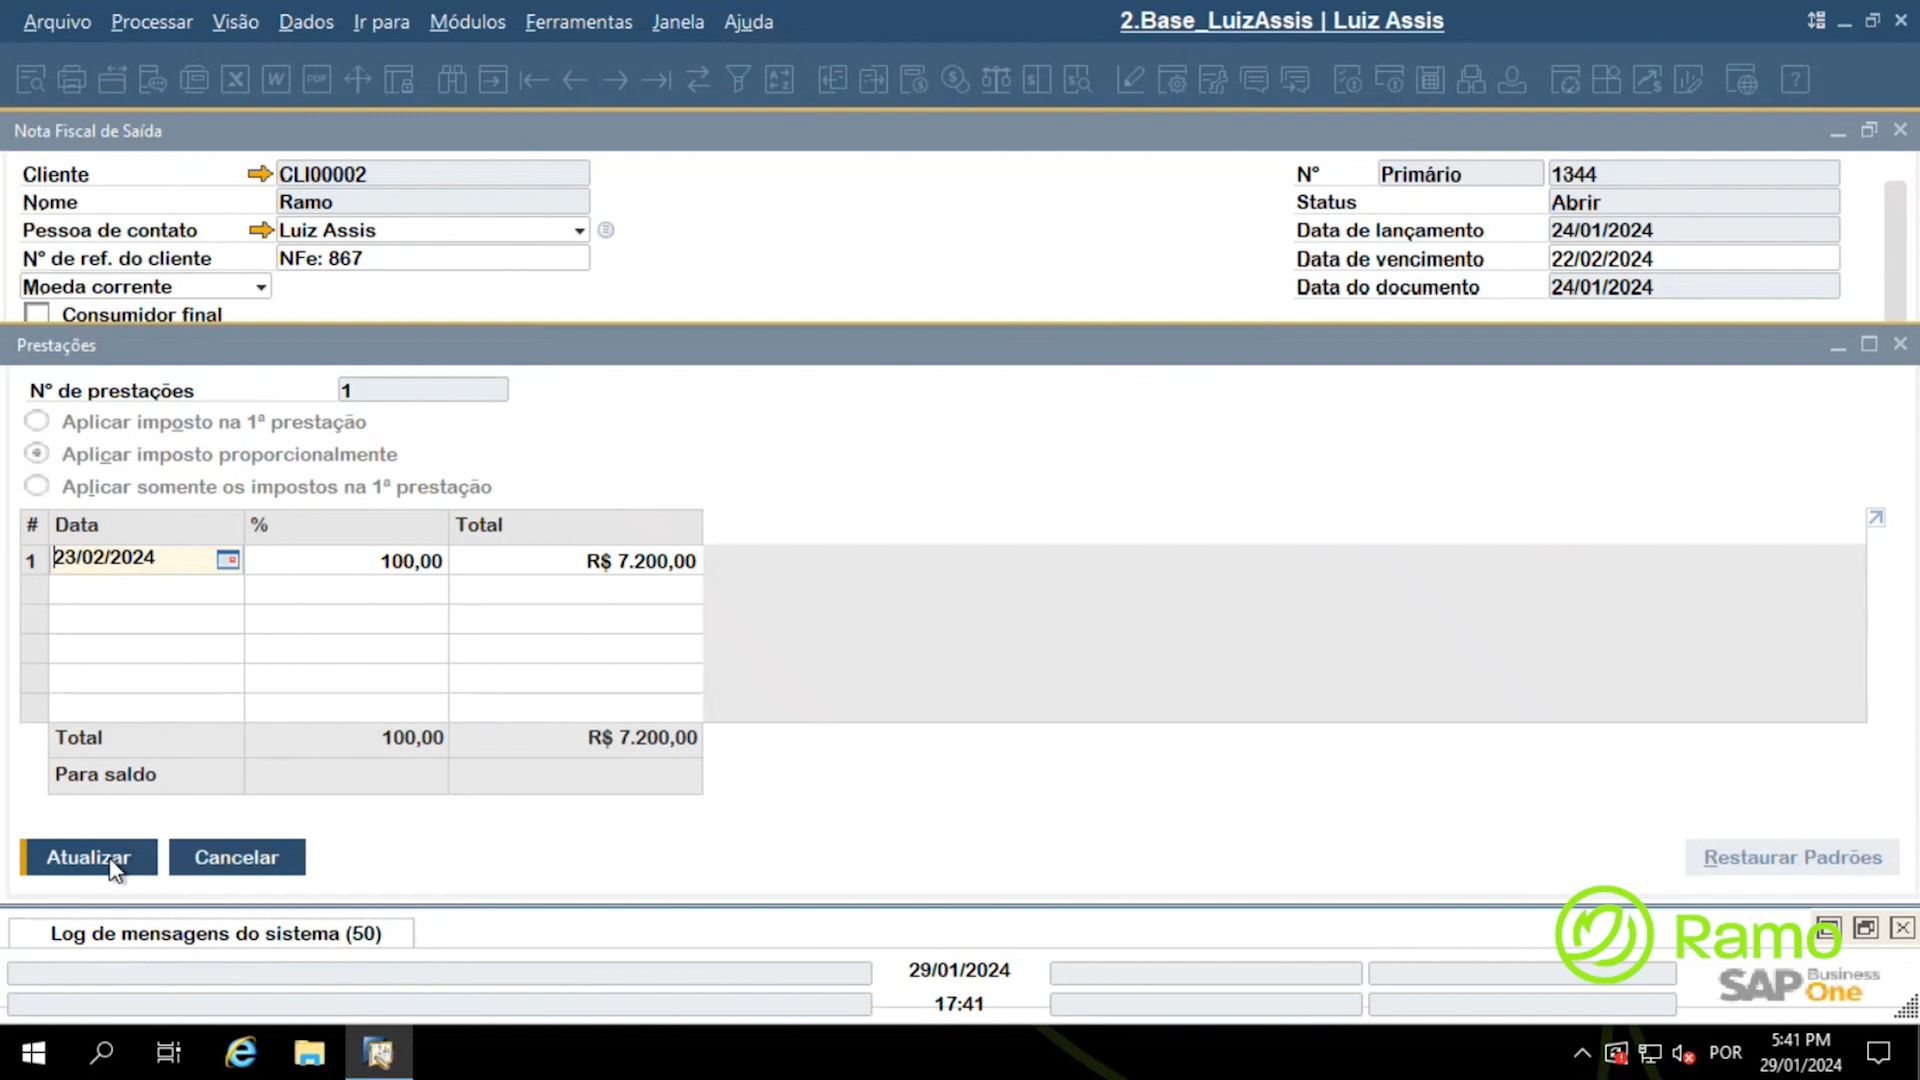 Arquivo Processar Visão Dados Ir para Módulos Ferramentas Janela Ajuda
2.Base_LuizAssis | Luiz Assis
Nota Fiscal de Saída
Cliente CLI00002
Nome Ramo
Pessoa de contato Luiz Assis
N° de ref. do cliente NFe: 867
Moeda corrente
Consumidor final
N° Primário 1344
Status Abrir
Data de lançamento 24/01/2024
Data de vencimento 22/02/2024
Data do documento 24/01/2024
Prestações
N° de prestações 1
Aplicar imposto na 1ª prestação
Aplicar imposto proporcionalmente
Aplicar somente os impostos na 1ª prestação
# Data % Total
1 23/02/2024 100,00 R$ 7.200,00
Total 100,00 R$ 7.200,00
Para saldo
Atualizar Cancelar Restaurar Padrões
Log de mensagens do sistema (50)
29/01/2024
17:41
Ramo
SAP Business One
POR
5:41 PM
29/01/2024